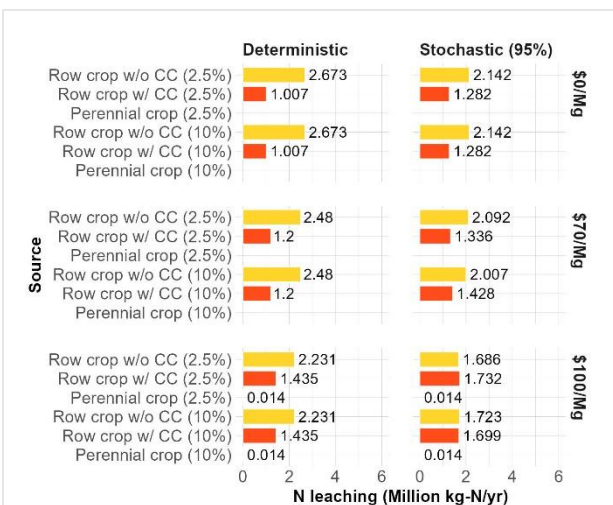 Deterministic Stochastic (95%)
Row crop w/o CC (2.5%) 2.673 2.142
Row crop w/ CC (2.5%) 1.007 1.282
Perennial crop (2.5%)
Row crop w/o CC (10%) 2.673 2.142
Row crop w/ CC (10%) 1.007 1.282
Perennial crop (10%)
$0/Mg
Row crop w/o CC (2.5%) 2.48 2.092
Row crop w/ CC (2.5%) 1.2 1.336
Perennial crop (2.5%)
Row crop w/o CC (10%) 2.48 2.007
Row crop w/ CC (10%) 1.2 1.428
Perennial crop (10%)
$70/Mg
Source
Row crop w/o CC (2.5%) 2.231 1.686
Row crop w/ CC (2.5%) 1.435 1.732
Perennial crop (2.5%) 0.014 0.014
Row crop w/o CC (10%) 2.231 1.723
Row crop w/ CC (10%) 1.435 1.699
Perennial crop (10%) 0.014 0.014
$100/Mg
0 2 4 6 0 2 4 6
N leaching (Million kg-N/yr)